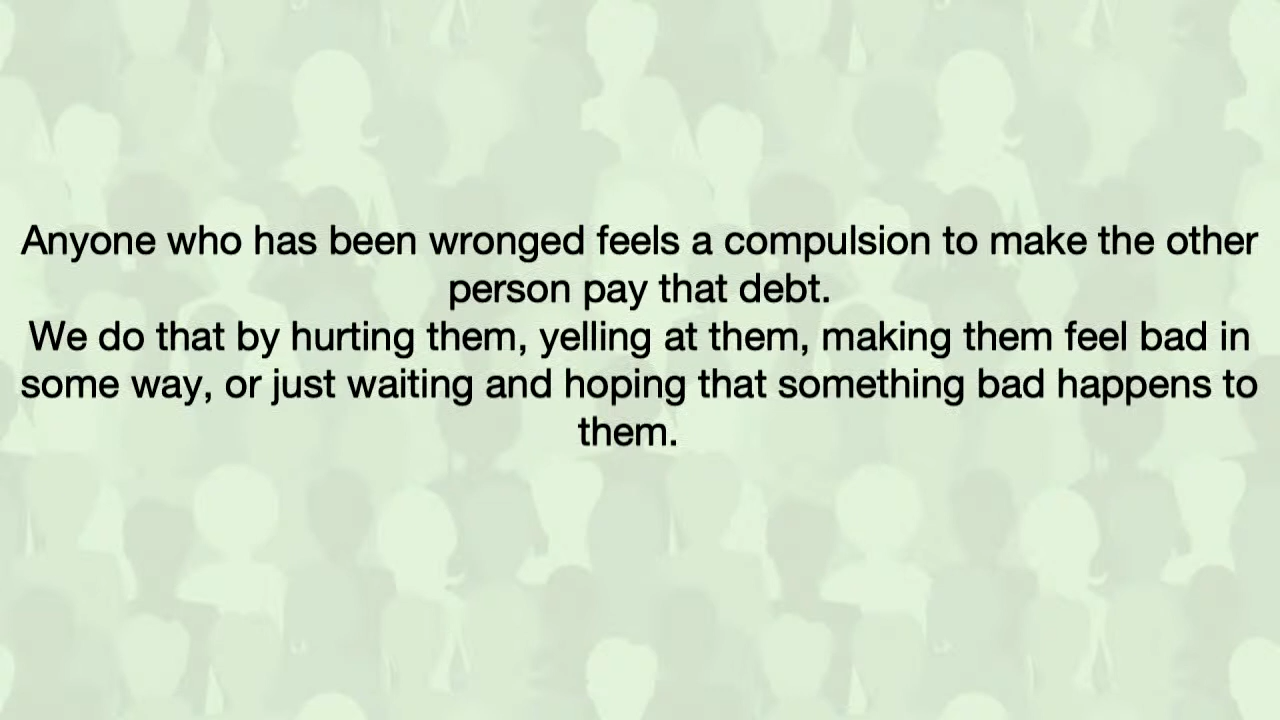 Anyone who has been wronged feels a compulsion to make the other
person pay that debt.
We do that by hurting them, yelling at them, making them feel bad in
some way, or just waiting and hoping that something bad happens to
them.